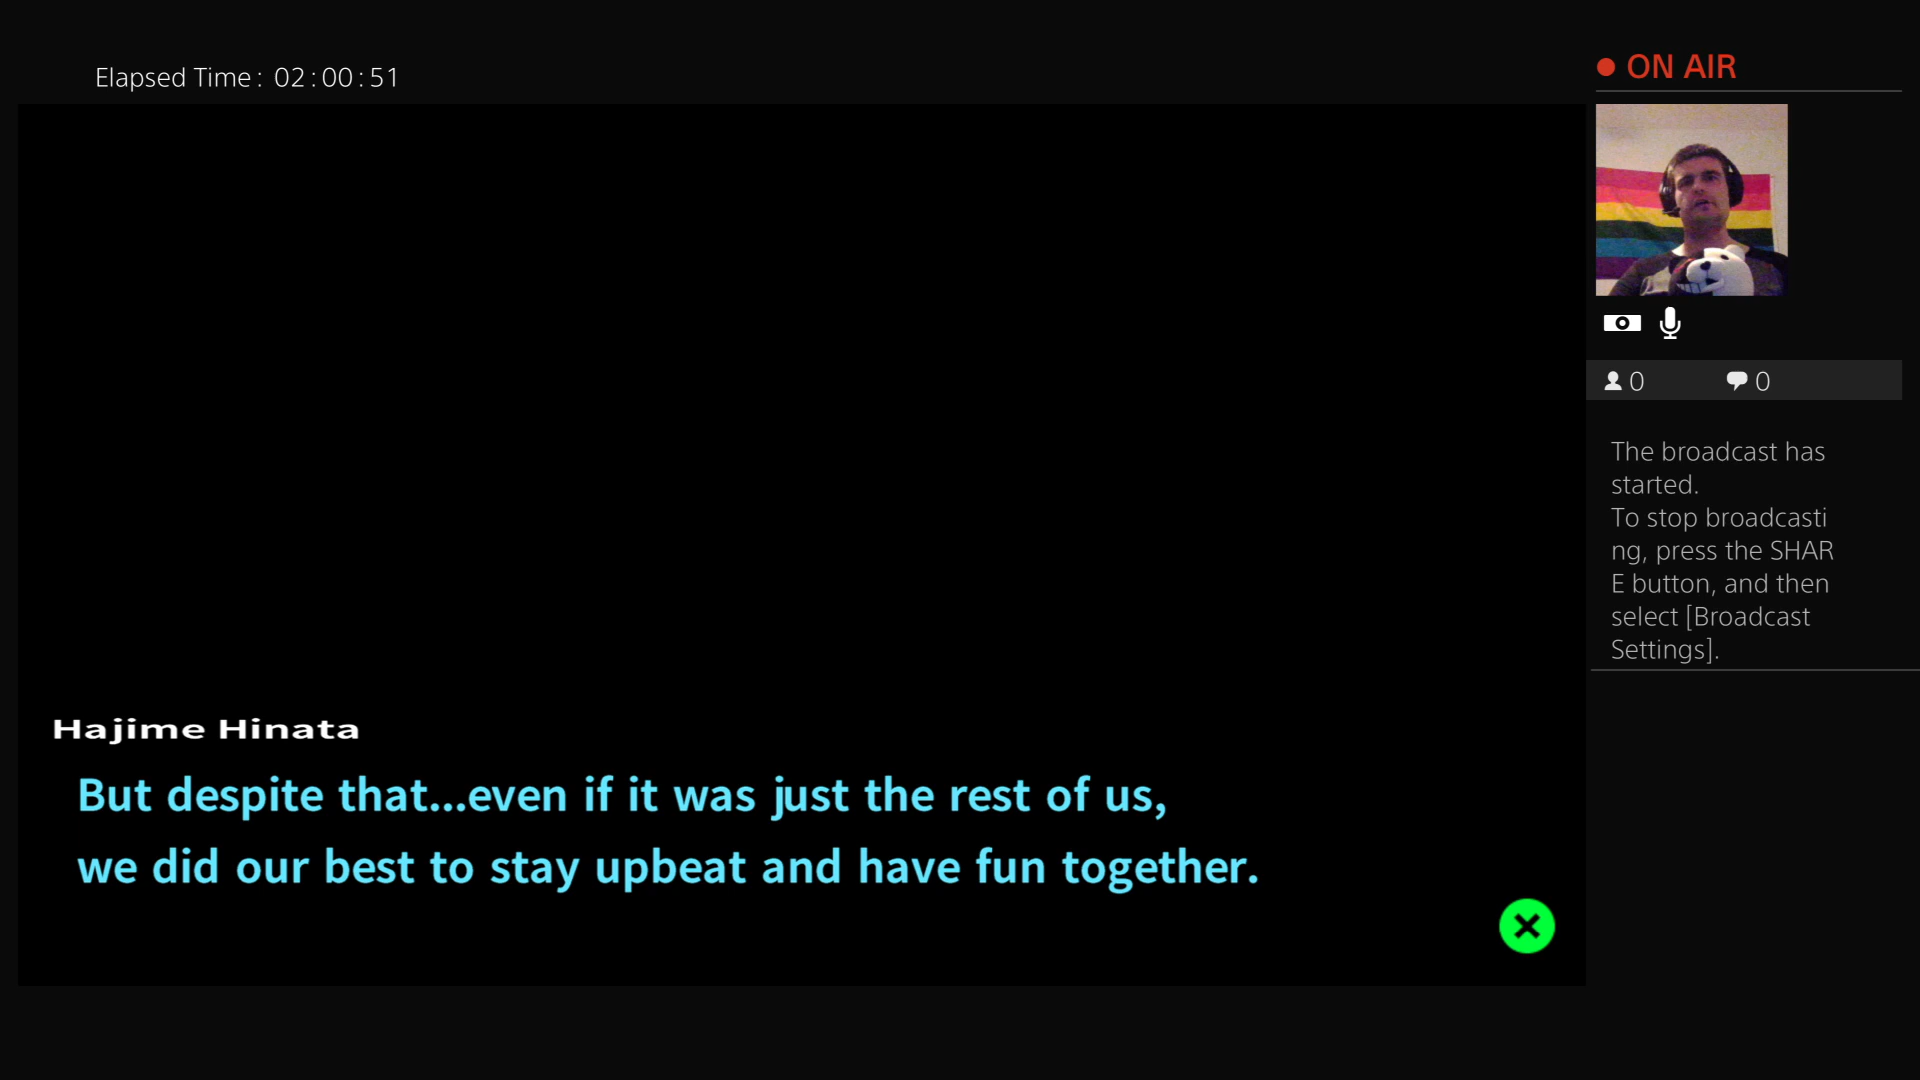 Elapsed Time: 02:00:51
ON AIR
0 0
The broadcast has
started.
To stop broadcasti
ng, press the SHAR
E button, and then
select [Broadcast
Settings].
Hajime Hinata
But despite that...even if it was just the rest of us,
we did our best to stay upbeat and have fun together.